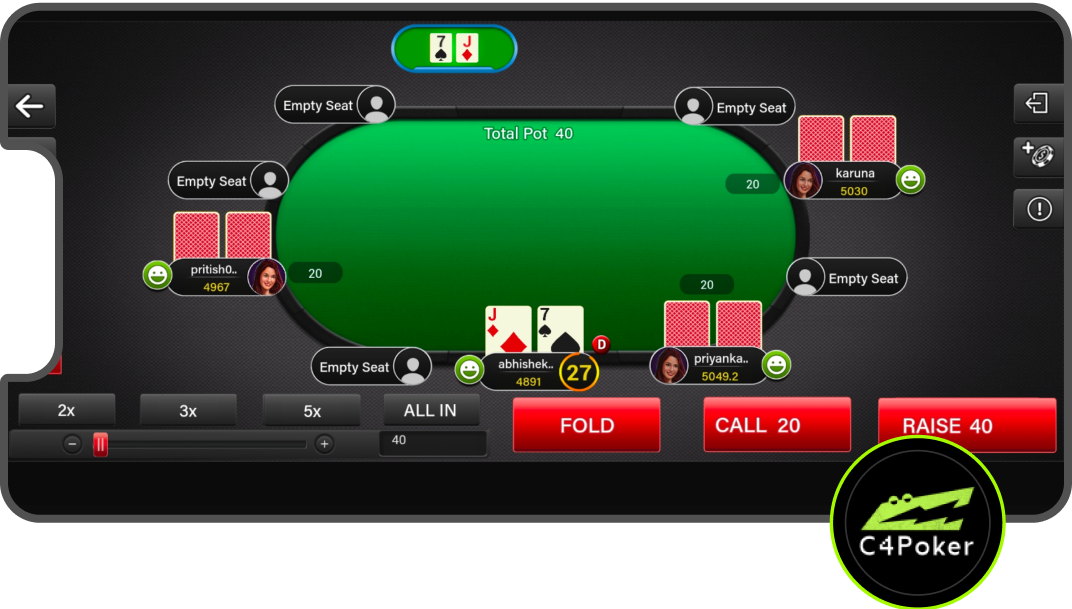 7 J
Empty Seat
Empty Seat
Total Pot 40
Empty Seat
20
karuna
5030
pritish0..
4967
20
Empty Seat
20
J 7
D
Empty Seat
abhishek..
4891
27
priyanka..
5049.2
2x
3x
5x
ALL IN
40
FOLD
CALL 20
RAISE 40
C4Poker